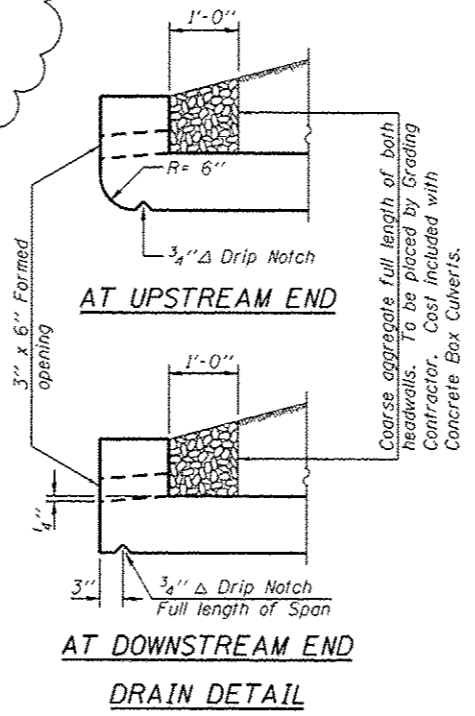 1'-0"
R= 6"
3/4" Δ Drip Notch
AT UPSTREAM END
3" x 6" Formed
opening
Coarse aggregate full length of both
headwalls. To be placed by Grading
Contractor. Cost included with
Concrete Box Culverts.
1'-0"
1/4"
3"
3/4" Δ Drip Notch
Full length of Span
AT DOWNSTREAM END
DRAIN DETAIL